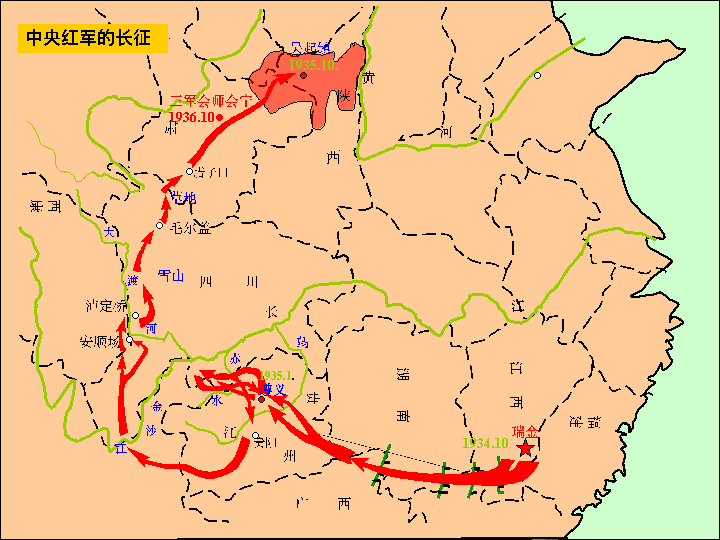 中央红军的长征
吴起镇
1935.10.
黄
陕
三军会师会宁
1936.10
肃
河
西
腊子口
草地
西
大
毛尔盖
雪山
渡
四 川
泸定桥
长
江
河
安顺场
乌
赤
江
西
湖
南
1935.1.
遵义
水
贵
金
沙
江
江
贵阳
州
福
建
瑞金
1934.10
广 西